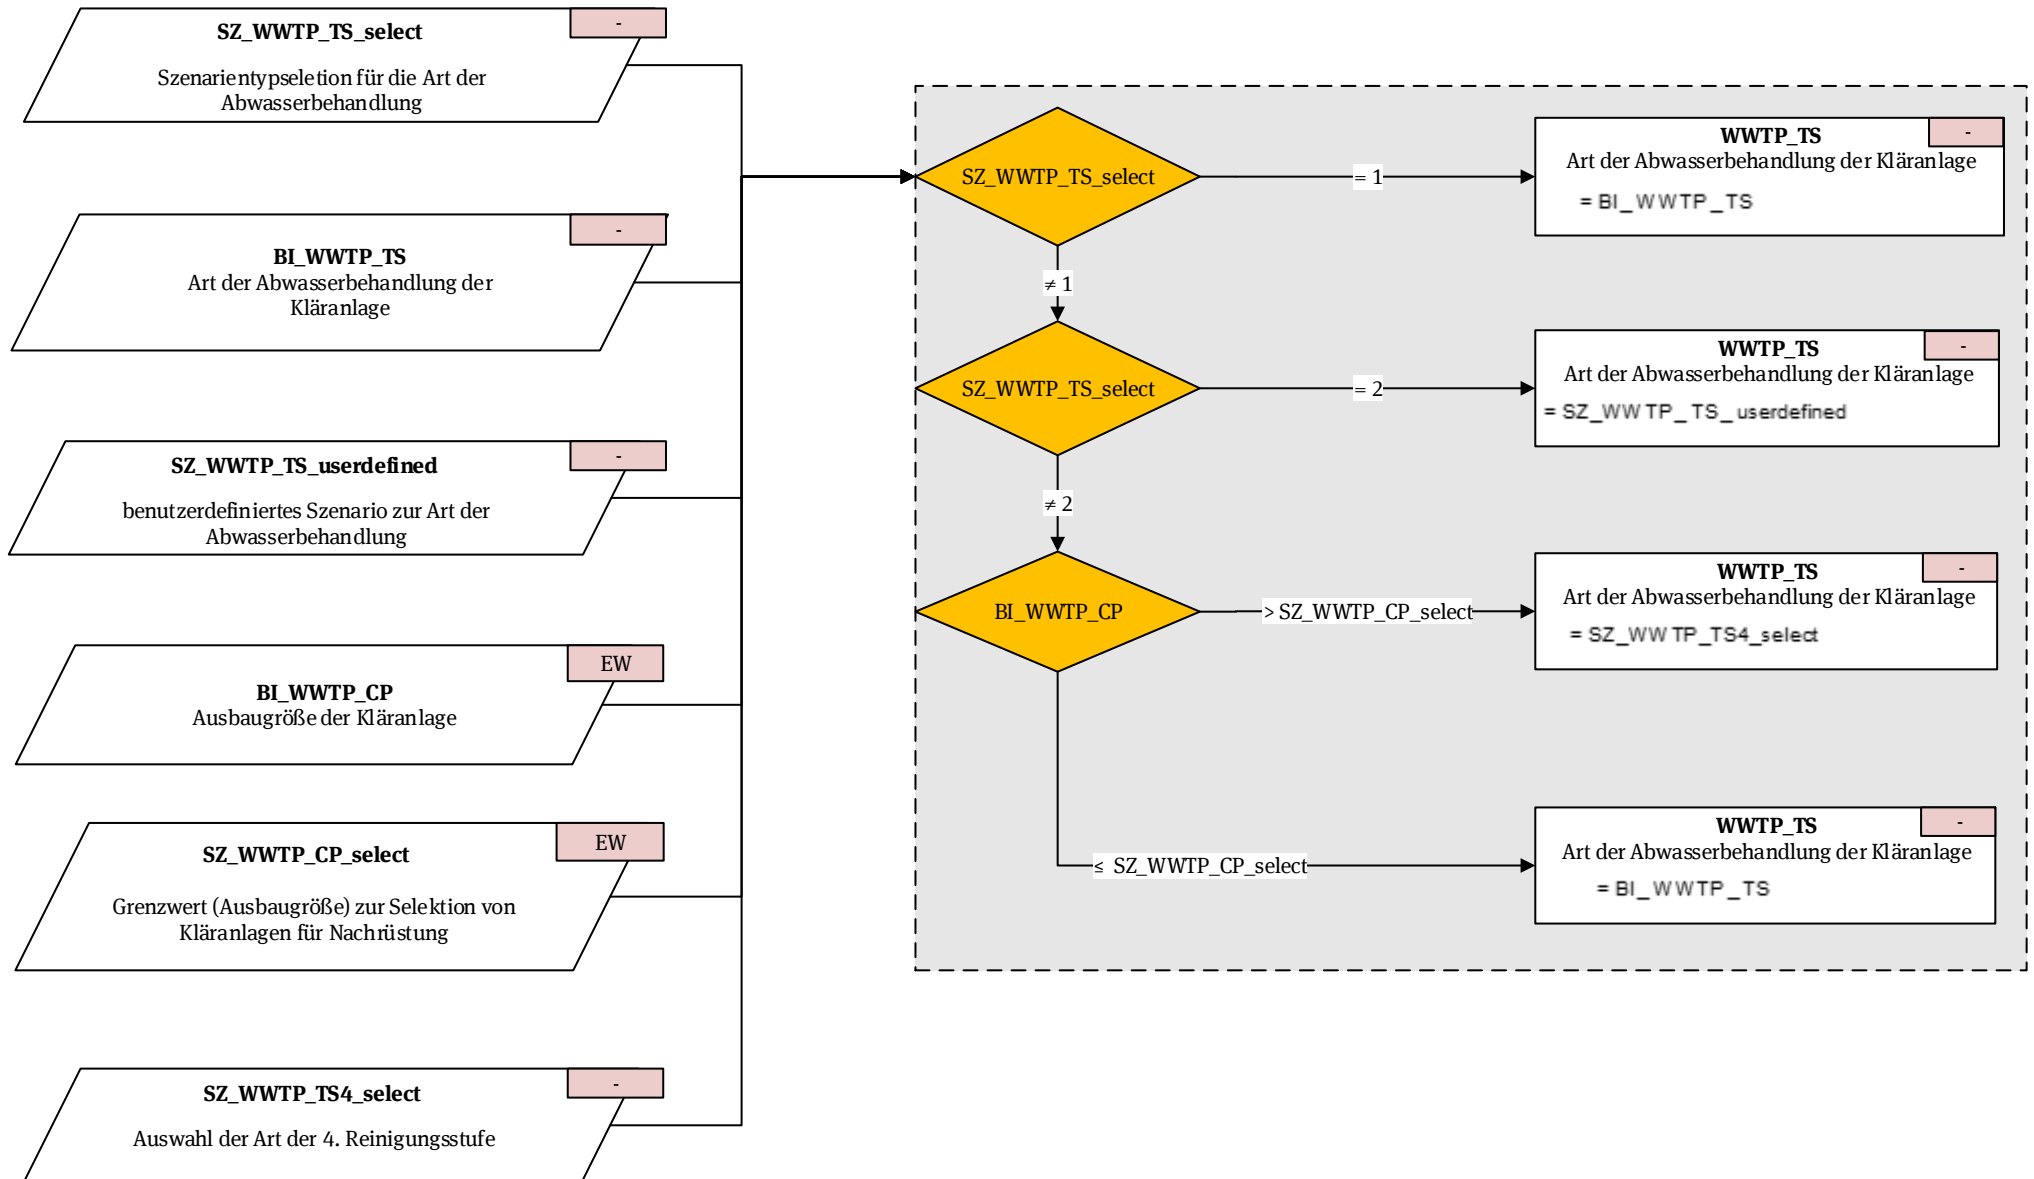 SZ_WWTP_TS_select
-
Szenarientypseletion für die Art der
Abwasserbehandlung
BI_WWTP_TS
-
Art der Abwasserbehandlung der
Kläranlage
SZ_WWTP_TS_userdefined
-
benutzerdefiniertes Szenario zur Art der
Abwasserbehandlung
BI_WWTP_CP
EW
Ausbaugröße der Kläranlage
SZ_WWTP_CP_select
EW
Grenzwert (Ausbaugröße) zur Selektion von
Kläranlagen für Nachrüstung
SZ_WWTP_TS4_select
-
Auswahl der Art der 4. Reinigungsstufe
SZ_WWTP_TS_select
= 1
WWTP_TS
-
Art der Abwasserbehandlung der Kläranlage
= BI_WWTP_TS
≠ 1
SZ_WWTP_TS_select
= 2
WWTP_TS
-
Art der Abwasserbehandlung der Kläranlage
= SZ_WWTP_TS_userdefined
≠ 2
BI_WWTP_CP
> SZ_WWTP_CP_select
WWTP_TS
-
Art der Abwasserbehandlung der Kläranlage
= SZ_WWTP_TS4_select
≤ SZ_WWTP_CP_select
WWTP_TS
-
Art der Abwasserbehandlung der Kläranlage
= BI_WWTP_TS